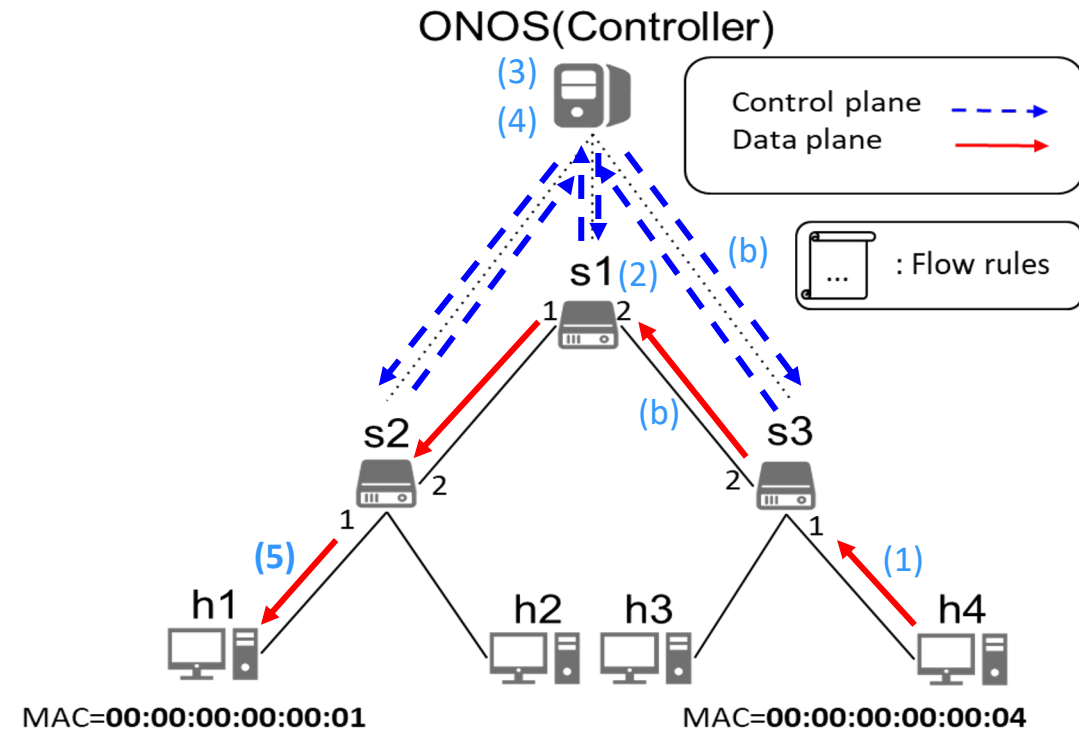 ONOS(Controller)
(3)
(4)
Control plane
Data plane
(b)
... : Flow rules
s1 (2)
1 2
(b)
s2
s3
2
2
1
1
(5)
(1)
h1
h2
h3
h4
MAC=00:00:00:00:00:01
MAC=00:00:00:00:00:04